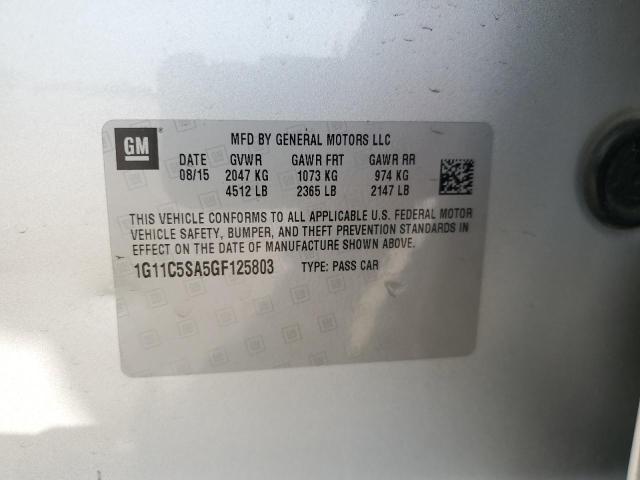 GM
MFD BY GENERAL MOTORS LLC
DATE GVWR GAWR FRT GAWR RR
08/15 2047 KG 1073 KG 974 KG
4512 LB 2365 LB 2147 LB
THIS VEHICLE CONFORMS TO ALL APPLICABLE U.S. FEDERAL MOTOR
VEHICLE SAFETY, BUMPER, AND THEFT PREVENTION STANDARDS IN
EFFECT ON THE DATE OF MANUFACTURE SHOWN ABOVE.
1G11C5SA5GF125803 TYPE: PASS CAR